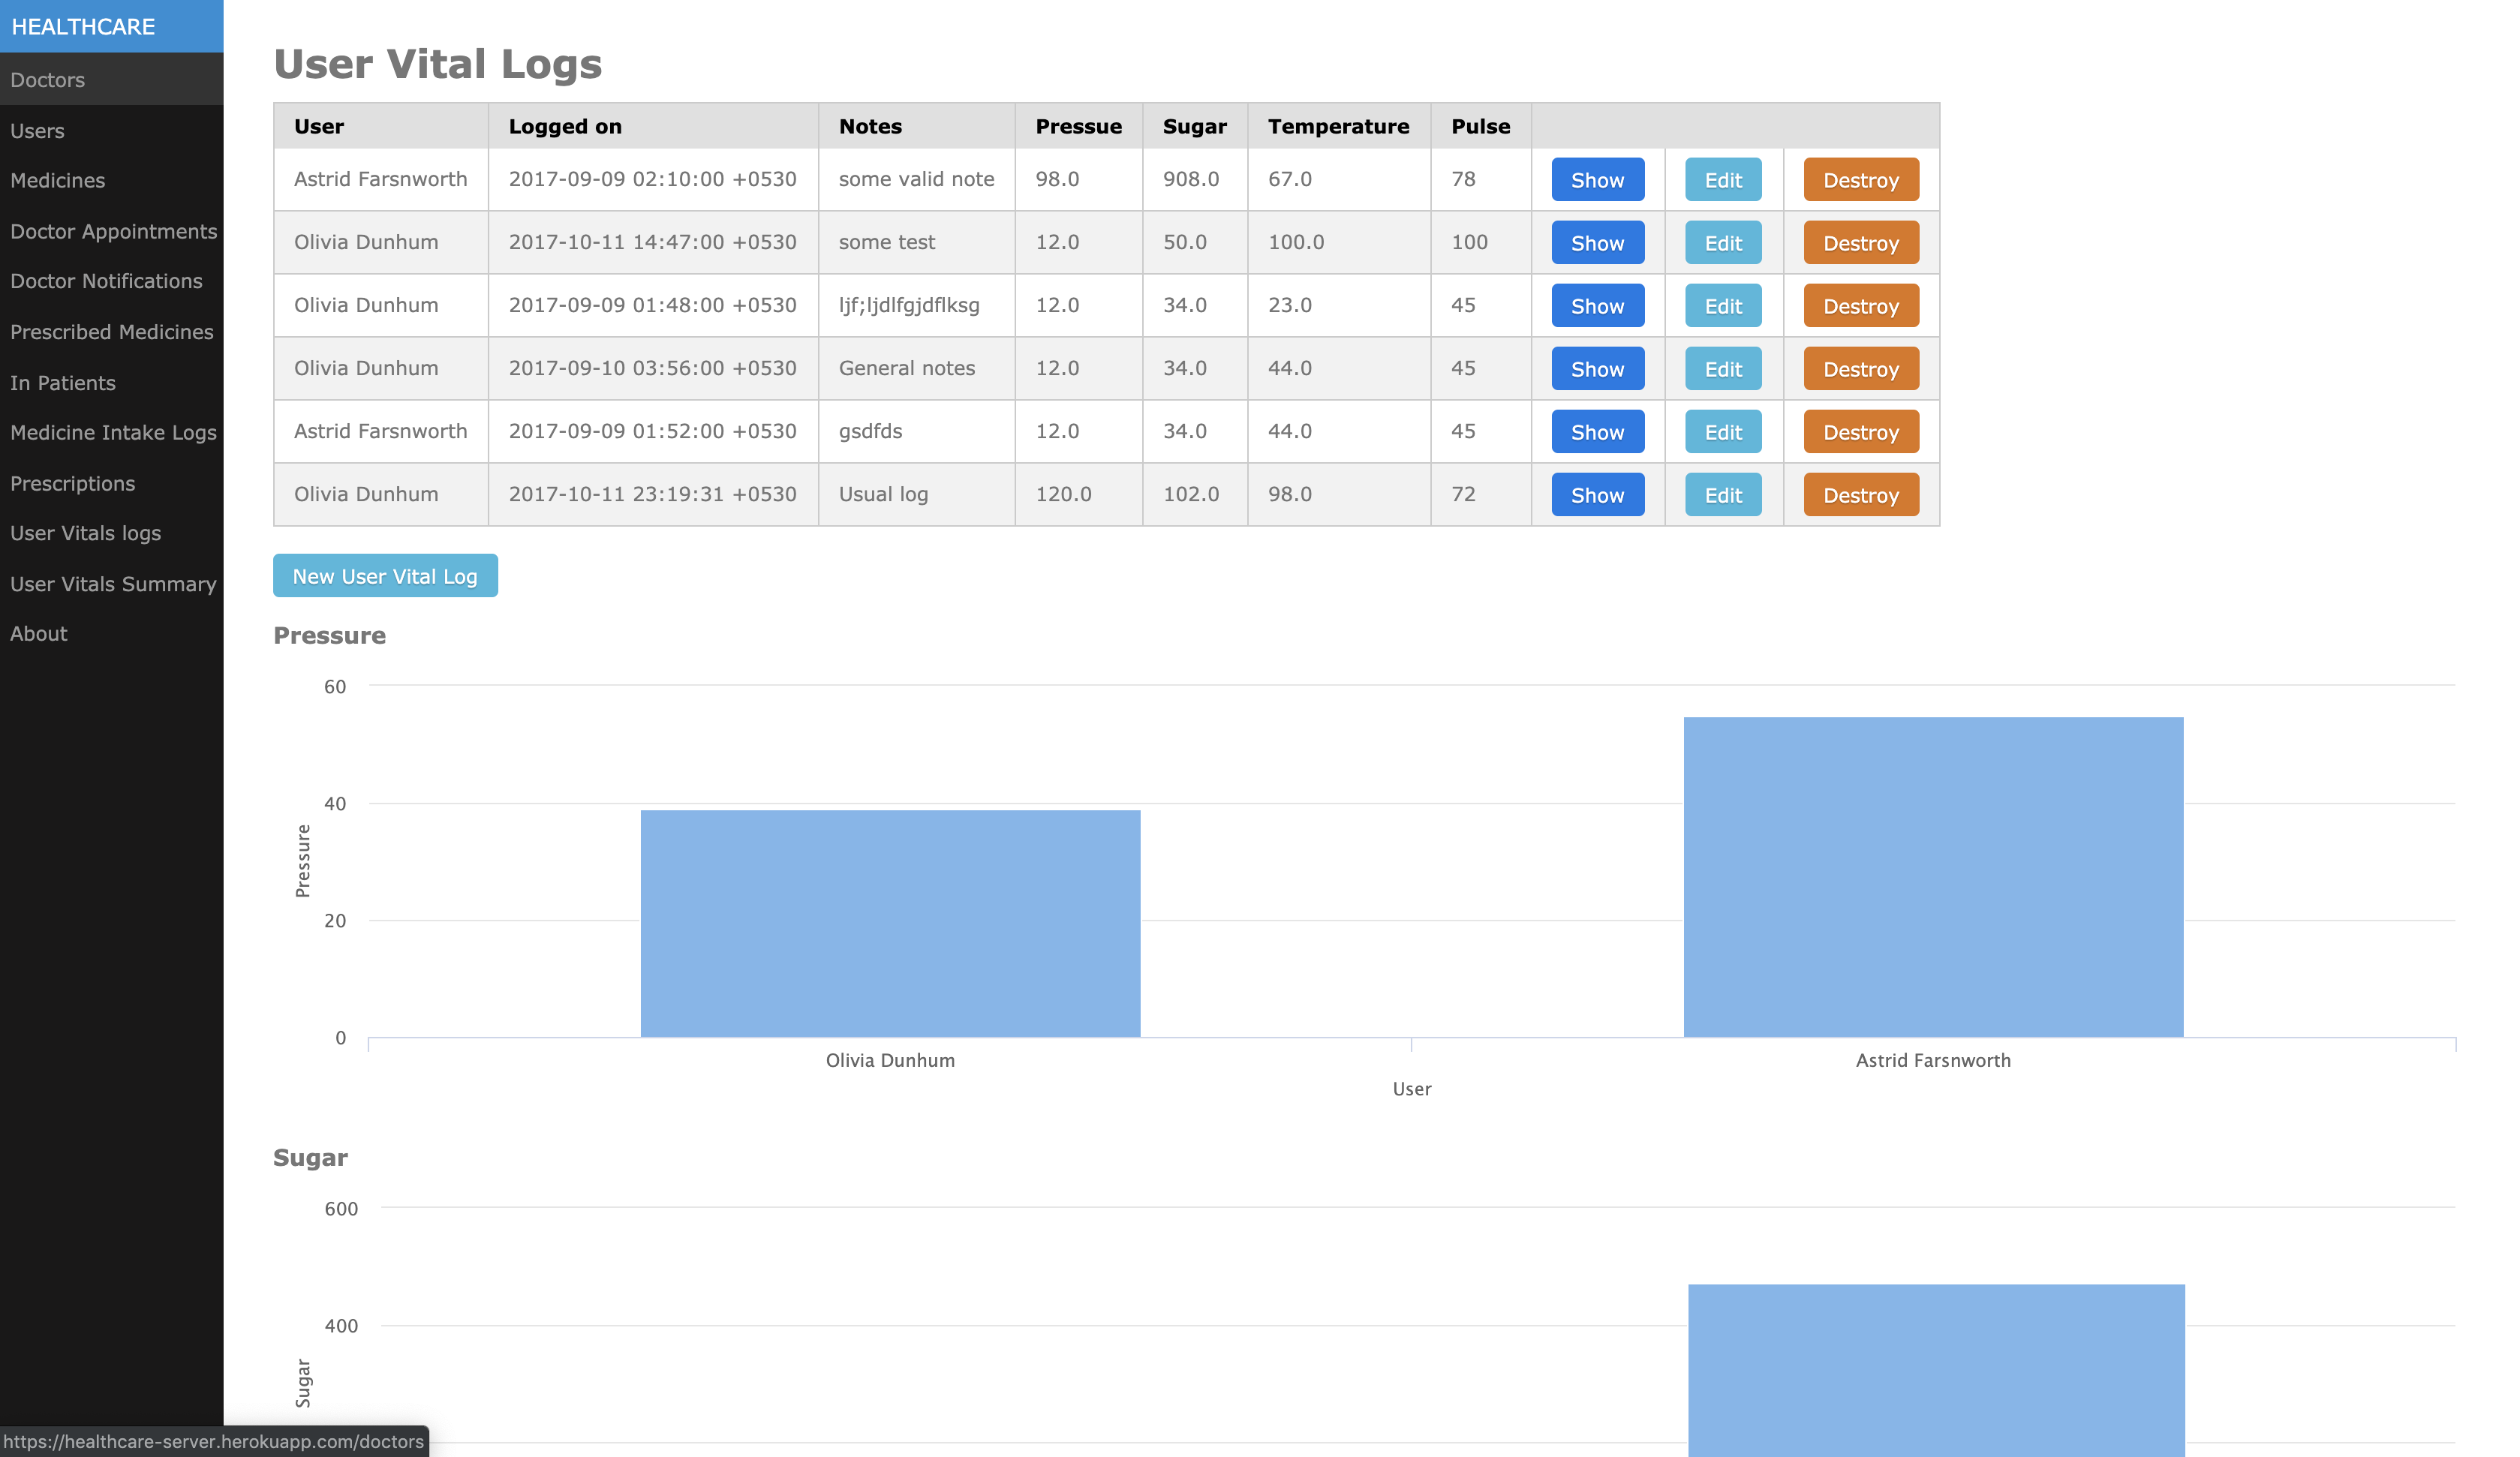 HEALTHCARE
Doctors
Users
Medicines
Doctor Appointments
Doctor Notifications
Prescribed Medicines
In Patients
Medicine Intake Logs
Prescriptions
User Vitals logs
User Vitals Summary
About
User Vital Logs
User Logged on Notes Pressue Sugar Temperature Pulse
Astrid Farsnworth 2017-09-09 02:10:00 +0530 some valid note 98.0 908.0 67.0 78 Show Edit Destroy
Olivia Dunhum 2017-10-11 14:47:00 +0530 some test 12.0 50.0 100.0 100 Show Edit Destroy
Olivia Dunhum 2017-09-09 01:48:00 +0530 ljf;ljdlfgjdflksg 12.0 34.0 23.0 45 Show Edit Destroy
Olivia Dunhum 2017-09-10 03:56:00 +0530 General notes 12.0 34.0 44.0 45 Show Edit Destroy
Astrid Farsnworth 2017-09-09 01:52:00 +0530 gsdfds 12.0 34.0 44.0 45 Show Edit Destroy
Olivia Dunhum 2017-10-11 23:19:31 +0530 Usual log 120.0 102.0 98.0 72 Show Edit Destroy
New User Vital Log
Pressure
60
40
20
0
Pressure
Olivia Dunhum Astrid Farsnworth
User
Sugar
600
400
Sugar
https://healthcare-server.herokuapp.com/doctors